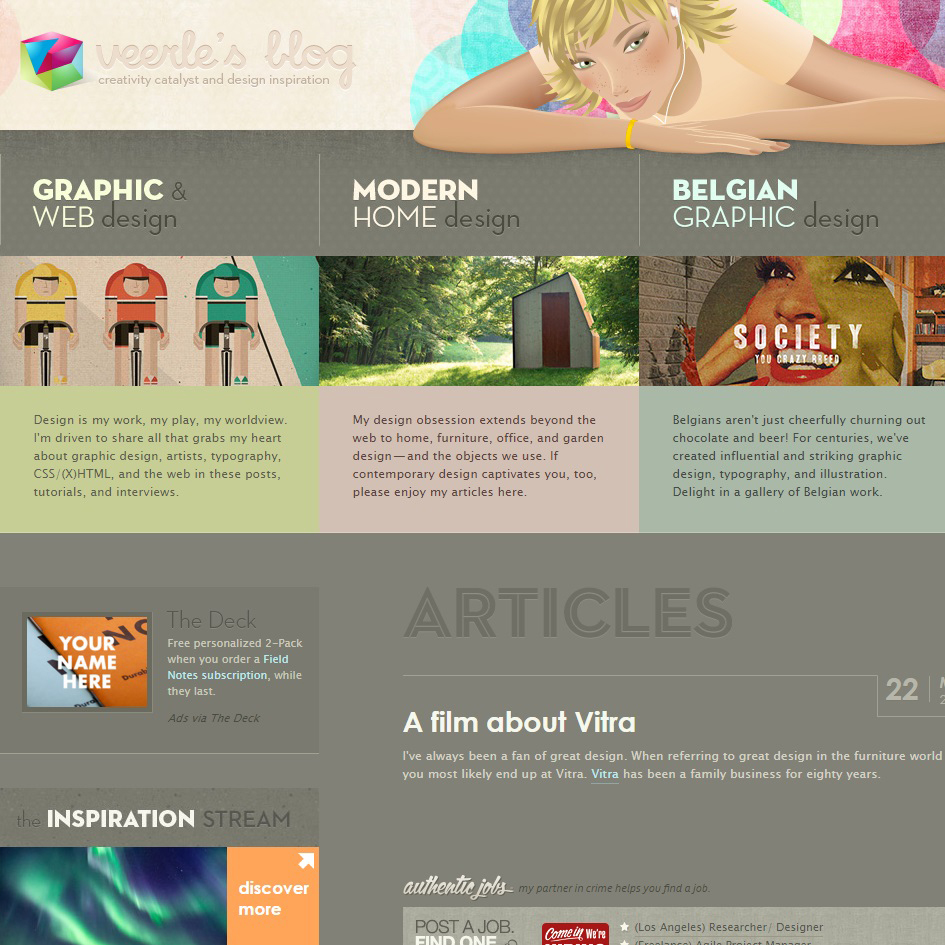 veerle's blog
creativity catalyst and design inspiration
GRAPHIC &
WEB design
MODERN
HOME design
BELGIAN
GRAPHIC design
SOCIETY
YOU CRAZY BREED
Design is my work, my play, my worldview.
I'm driven to share all that grabs my heart
about graphic design, artists, typography,
CSS/(X)HTML, and the web in these posts,
tutorials, and interviews.
My design obsession extends beyond the
web to home, furniture, office, and garden
design—and the objects we use. If
contemporary design captivates you, too,
please enjoy my articles here.
Belgians aren't just cheerfully churning out
chocolate and beer! For centuries, we've
created influential and striking graphic
design, typography, and illustration.
Delight in a gallery of Belgian work.
The Deck
YOUR
NAME
HERE
Free personalized 2-Pack
when you order a Field
Notes subscription, while
they last.
Ads via The Deck
the INSPIRATION STREAM
discover
more
ARTICLES
22
A film about Vitra
I've always been a fan of great design. When referring to great design in the furniture world
you most likely end up at Vitra. Vitra has been a family business for eighty years.
authentic jobs my partner in crime helps you find a job.
POST A JOB.
FIND ONE
Come in We're
HIRING
(Los Angeles) Researcher/ Designer
(Freelance) Agile Project Manager